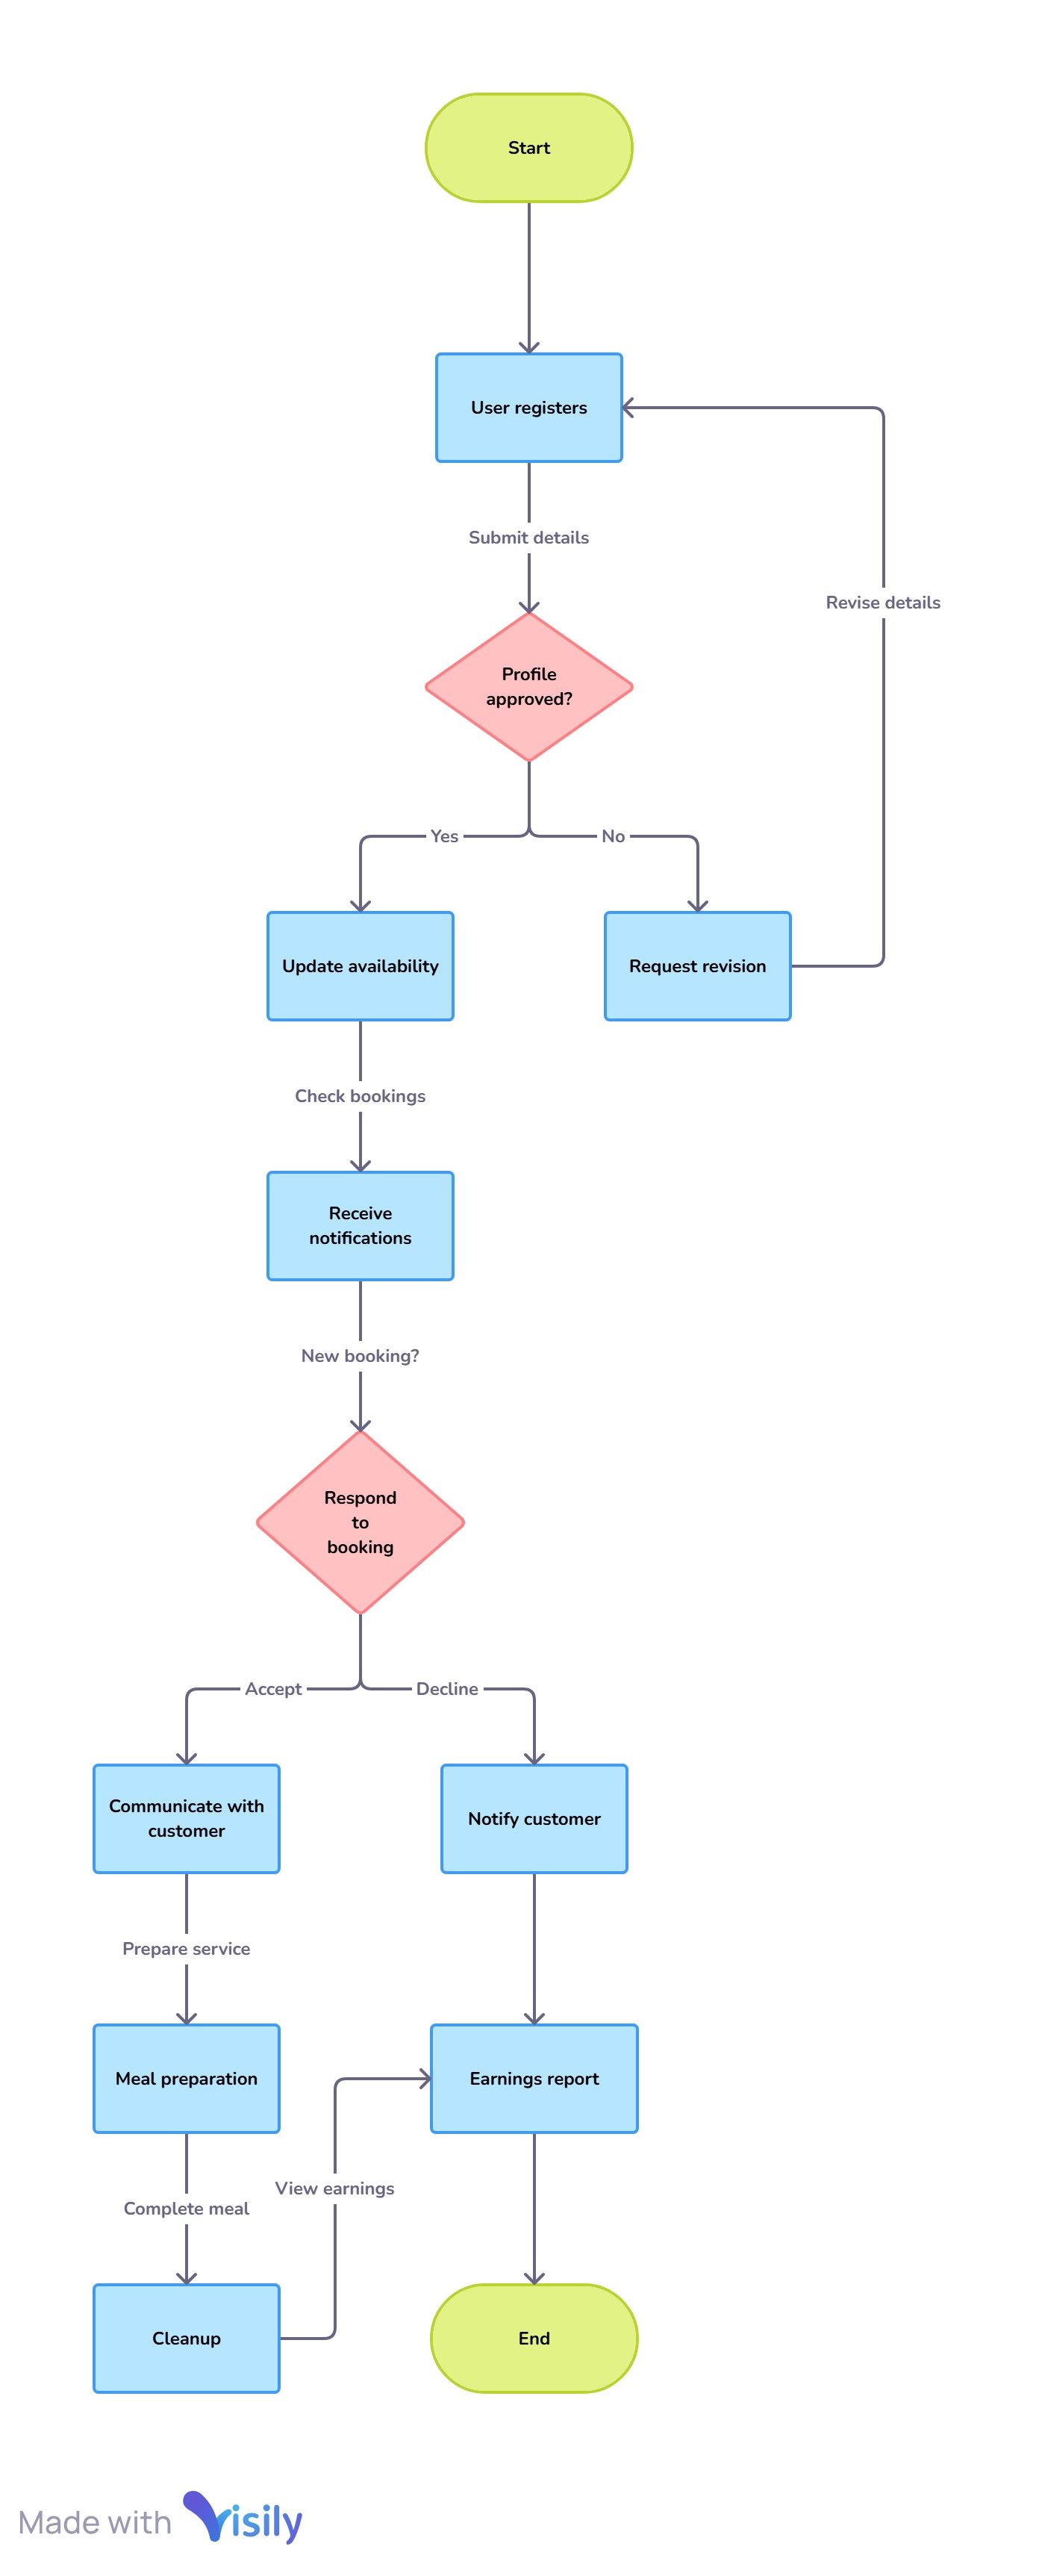 Start
User registers
Submit details
Revise details
Profile
approved?
Yes
No
Update availability
Request revision
Check bookings
Receive
notifications
New booking?
Respond
to
booking
Accept
Decline
Communicate with
customer
Notify customer
Prepare service
Meal preparation
Earnings report
View earnings
Complete meal
Cleanup
End
Made with Visily